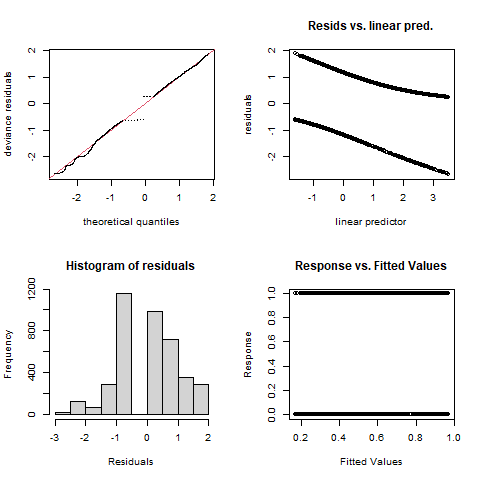 deviance residuals
2
1
0
-1
-2
-2 -1 0 1 2
theoretical quantiles
Resids vs. linear pred.
residuals
2
1
0
-1
-2
-1 0 1 2 3
linear predictor
Histogram of residuals
Frequency
1200
800
400
0
-3 -2 -1 0 1 2
Residuals
Response vs. Fitted Values
Response
1.0
0.8
0.6
0.4
0.2
0.0
0.2 0.4 0.6 0.8 1.0
Fitted Values